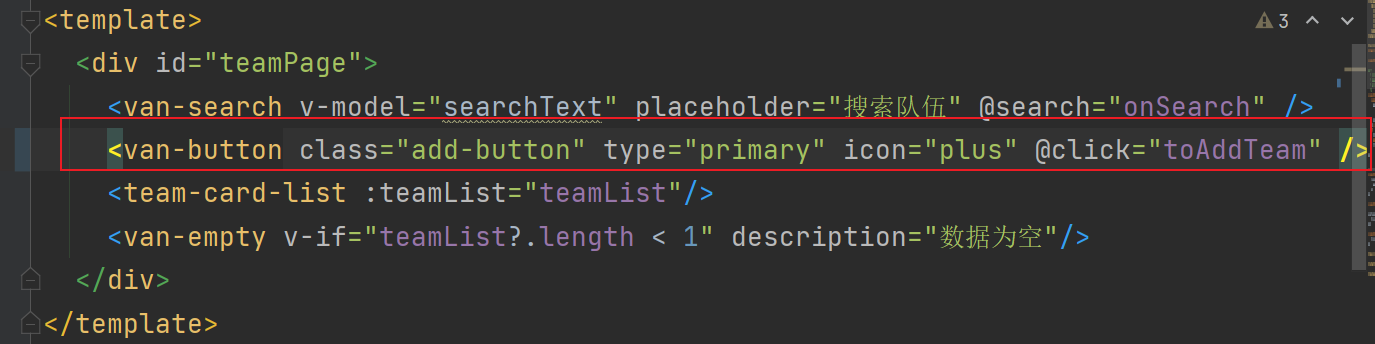 <template>
3
<div id="teamPage">
<van-search v-model="searchText" placeholder="搜索队伍" @search="onSearch" />
<van-button class="add-button" type="primary" icon="plus" @click="toAddTeam" />
<team-card-list :teamList="teamList"/>
<van-empty v-if="teamList?.length < 1" description="数据为空"/>
</div>
</template>